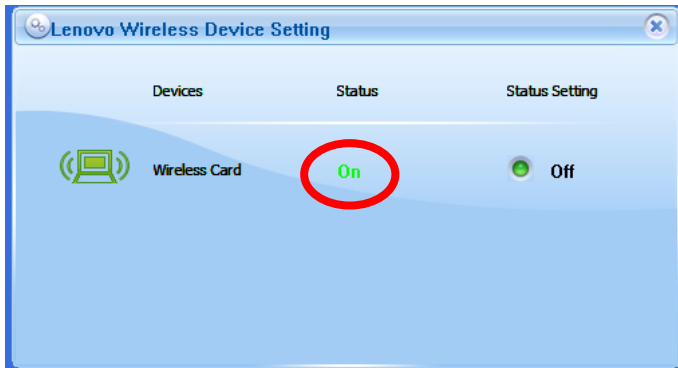 Lenovo Wireless Device Setting
Devices Status Status Setting
Wireless Card On Off